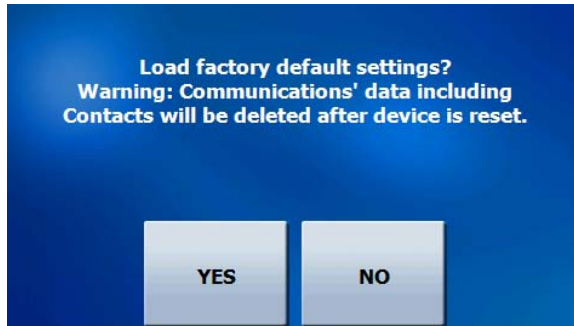 Load factory default settings?
Warning: Communications' data including
Contacts will be deleted after device is reset.
YES
NO